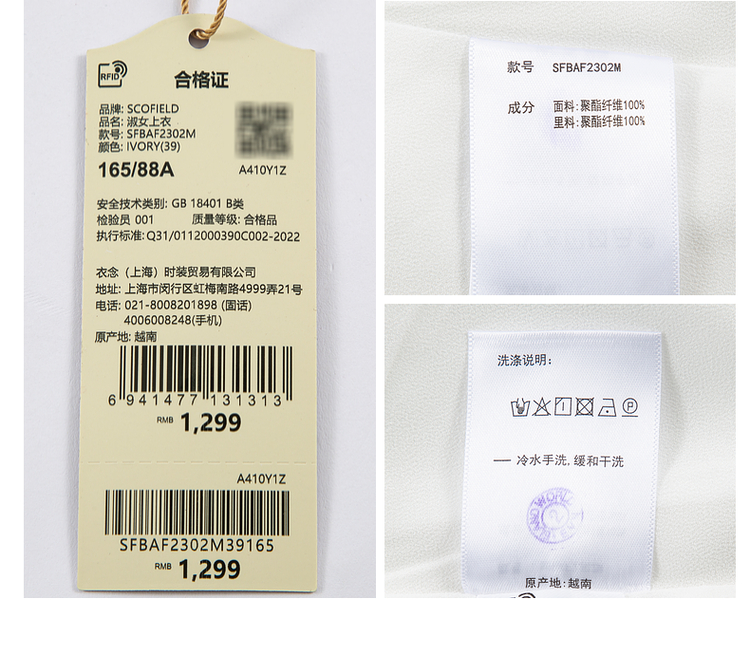 RFID
合格证
品牌: SCOFIELD
品名: 淑女上衣
款号: SFBAF2302M
颜色: IVORY(39)
165/88A
A410Y1Z
安全技术类别: GB 18401 B类
检验员 001 质量等级: 合格品
执行标准: Q31/0112000390C002-2022
衣念（上海）时装贸易有限公司
地址: 上海市闵行区虹梅南路4999弄21号
电话: 021-8008201898 (面话)
4006008248(手机)
原产地: 越南
6 941477 131313
RMB 1,299
A410Y1Z
SFBAF2302M39165
RMB 1,299
款号 SFBAF2302M
成分 面料:聚酯纤维100%
里料:聚酯纤维100%
洗涤说明:
— 冷水手洗,缓和干洗
原产地:越南